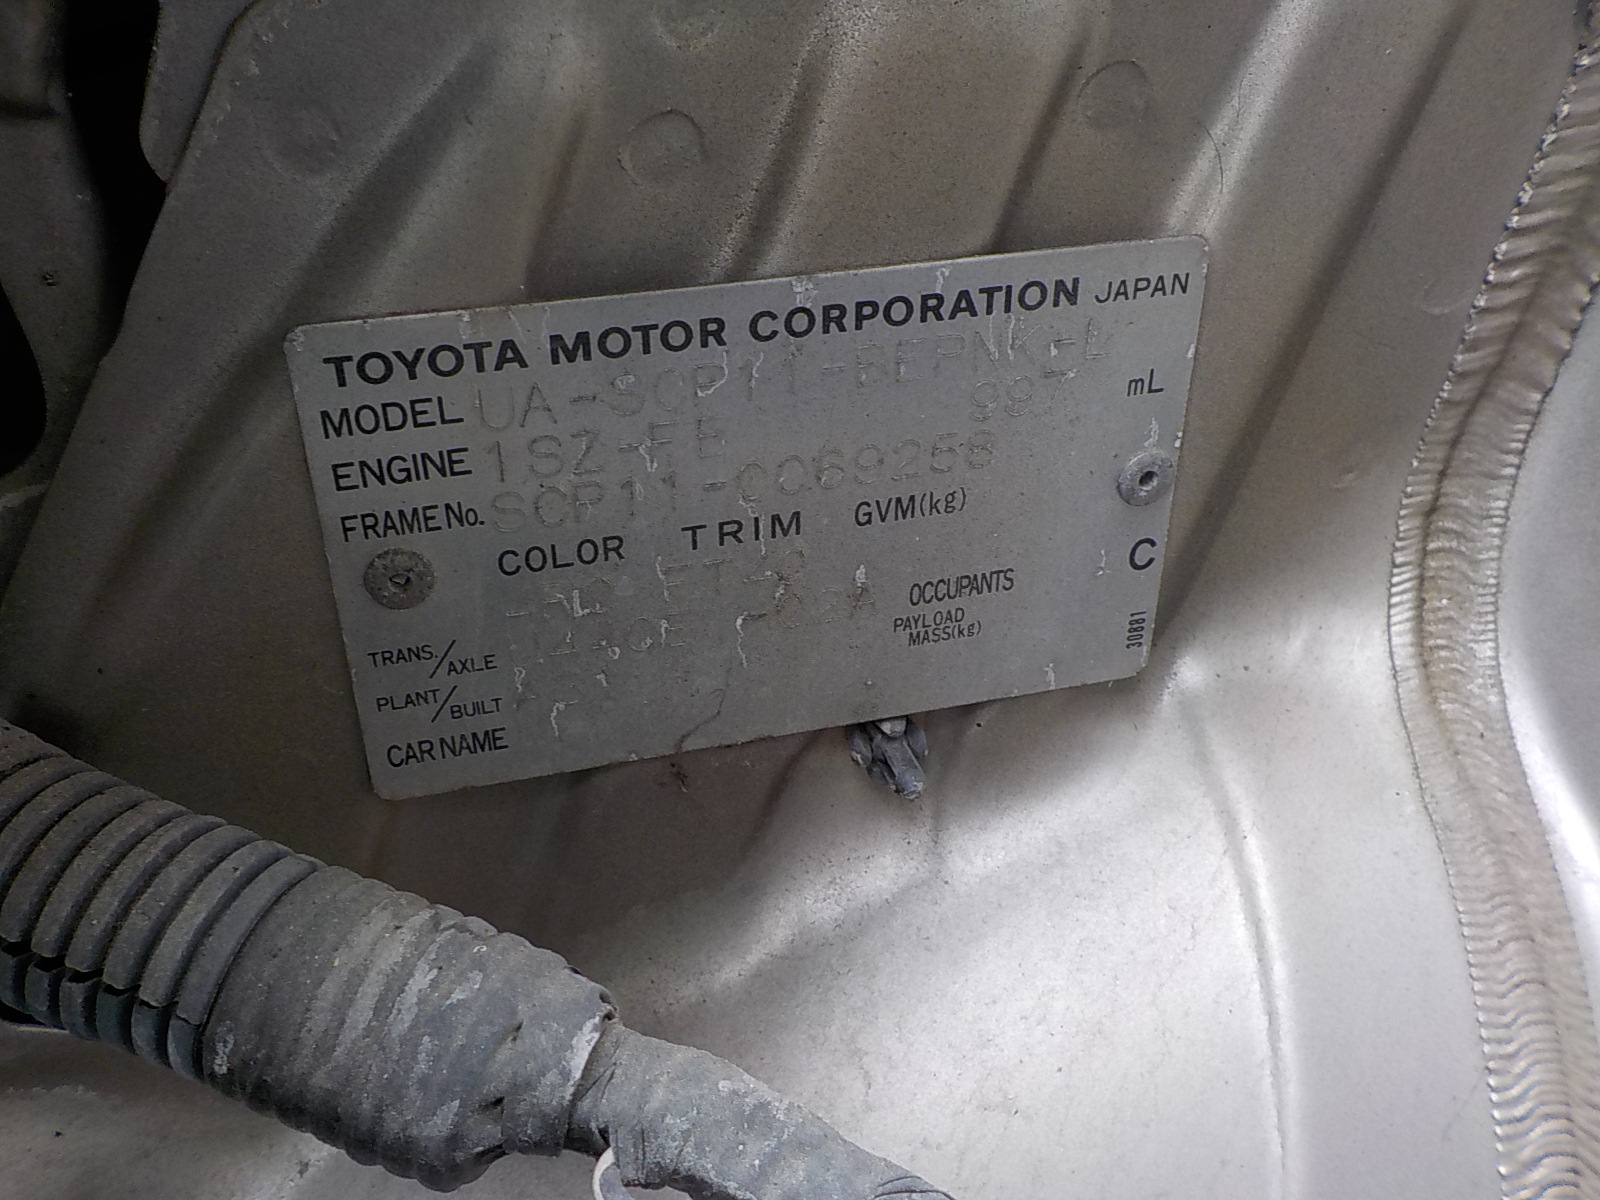 TOYOTA MOTOR CORPORATION JAPAN
MODEL UA-SCP11-BEPNK-L
ENGINE 1SZ-FE 997 mL
FRAME No. SCP11-0069258
COLOR TRIM GVM(kg)
C
OCCUPANTS
PAYLOAD
MASS(kg)
TRANS./AXLE
PLANT/BUILT
CAR NAME
30881